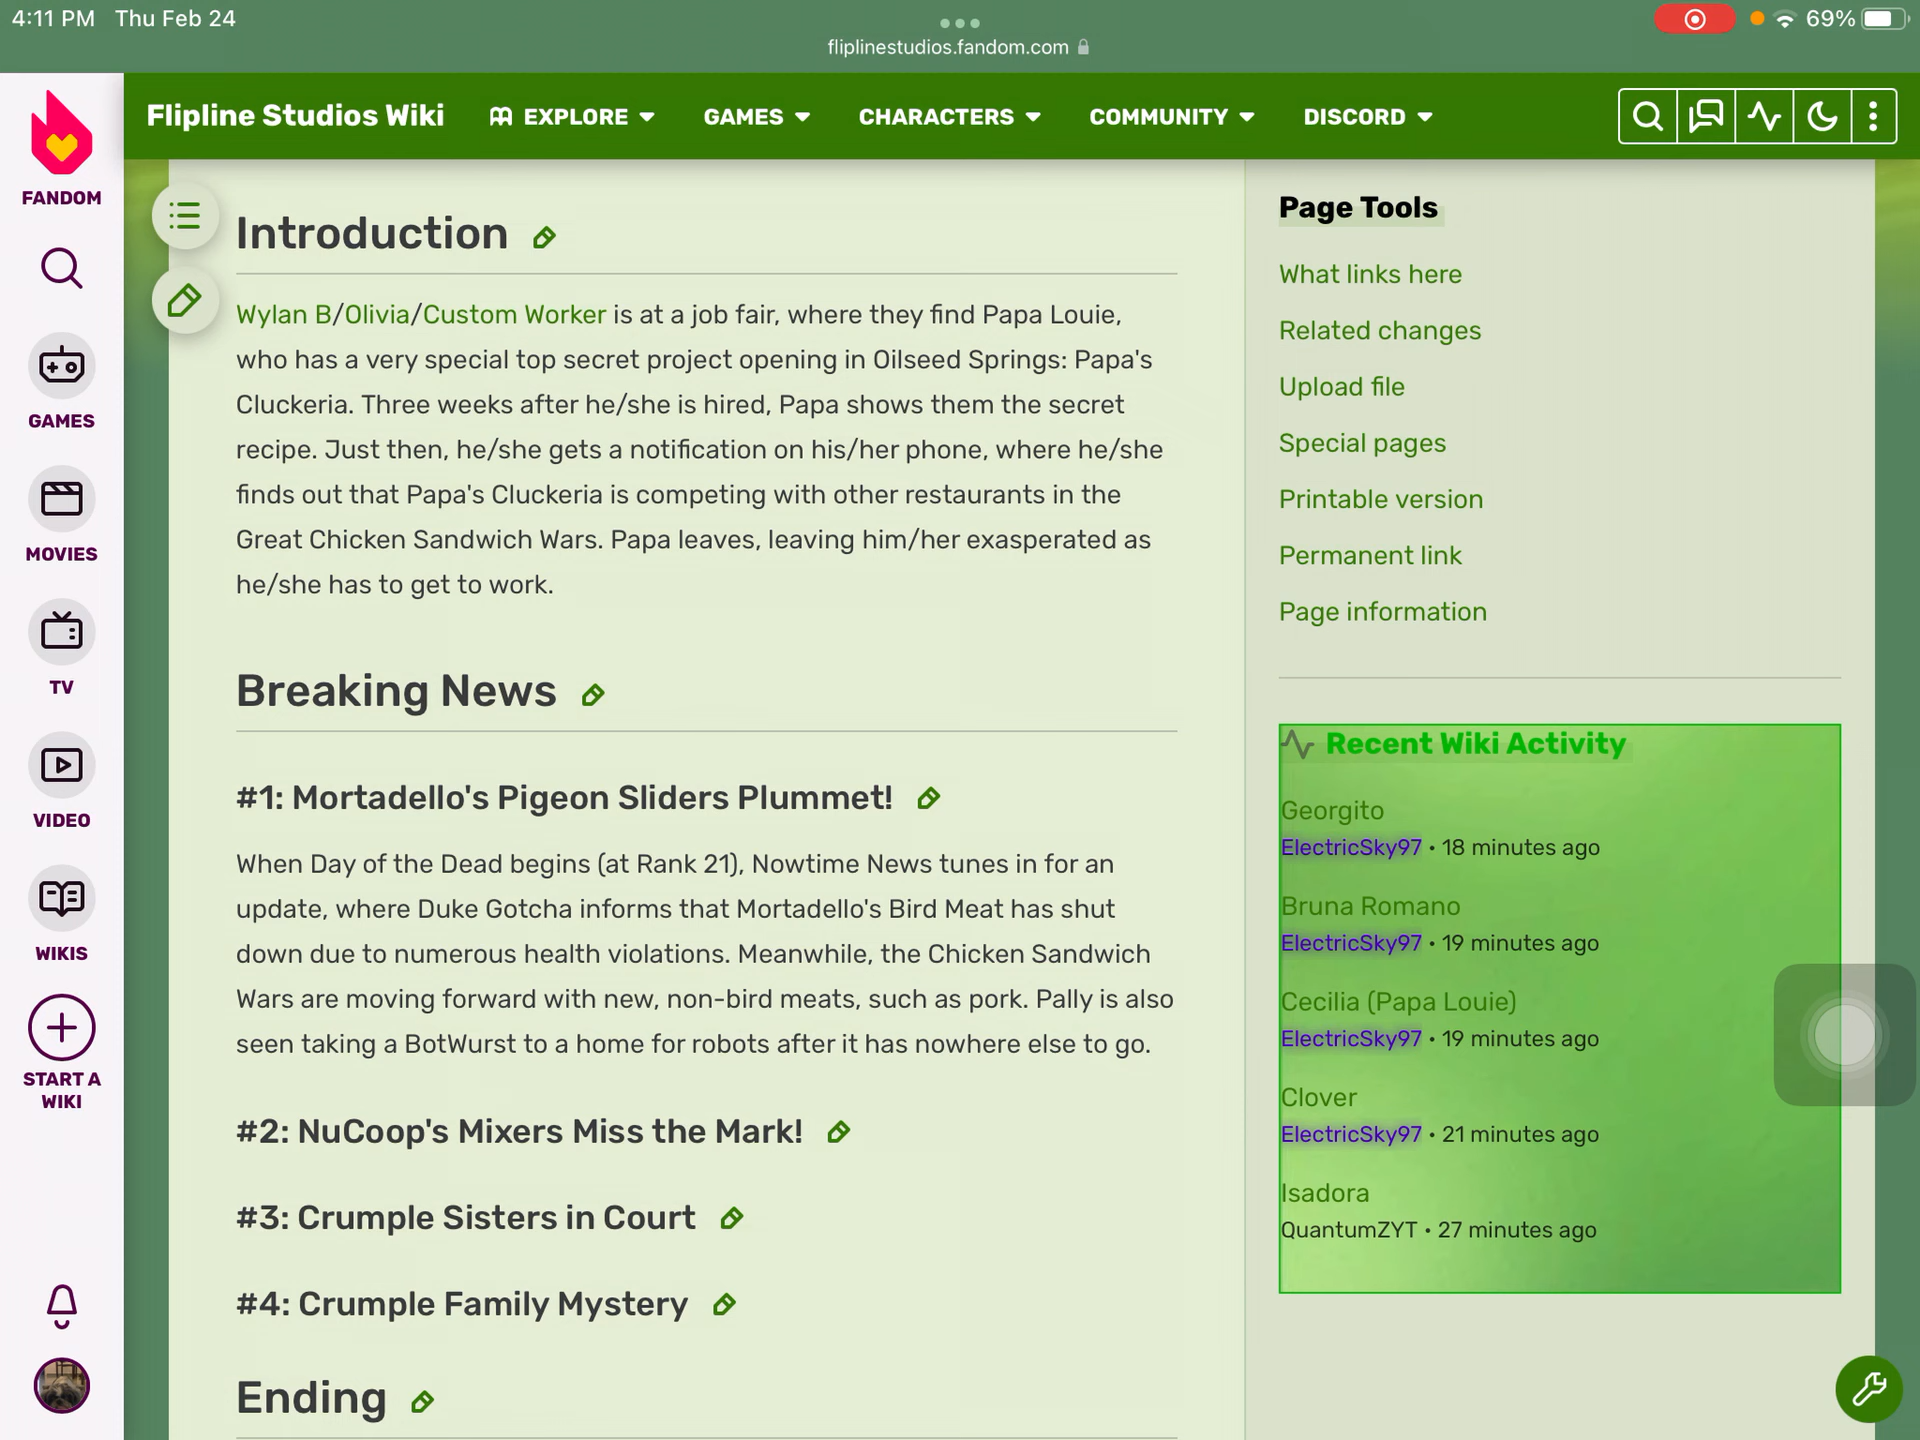 4:11 PM Thu Feb 24
fliplinestudios.fandom.com
69%
Flipline Studios Wiki
EXPLORE
GAMES
CHARACTERS
COMMUNITY
DISCORD
FANDOM
GAMES
MOVIES
TV
VIDEO
WIKIS
START A
WIKI
Introduction
Wylan B/Olivia/Custom Worker is at a job fair, where they find Papa Louie,
who has a very special top secret project opening in Oilseed Springs: Papa's
Cluckeria. Three weeks after he/she is hired, Papa shows them the secret
recipe. Just then, he/she gets a notification on his/her phone, where he/she
finds out that Papa's Cluckeria is competing with other restaurants in the
Great Chicken Sandwich Wars. Papa leaves, leaving him/her exasperated as
he/she has to get to work.
Breaking News
#1: Mortadello's Pigeon Sliders Plummet!
When Day of the Dead begins (at Rank 21), Nowtime News tunes in for an
update, where Duke Gotcha informs that Mortadello's Bird Meat has shut
down due to numerous health violations. Meanwhile, the Chicken Sandwich
Wars are moving forward with new, non-bird meats, such as pork. Pally is also
seen taking a BotWurst to a home for robots after it has nowhere else to go.
#2: NuCoop's Mixers Miss the Mark!
#3: Crumple Sisters in Court
#4: Crumple Family Mystery
Ending
Page Tools
What links here
Related changes
Upload file
Special pages
Printable version
Permanent link
Page information
Recent Wiki Activity
Georgito
ElectricSky97 • 18 minutes ago
Bruna Romano
ElectricSky97 • 19 minutes ago
Cecilia (Papa Louie)
ElectricSky97 • 19 minutes ago
Clover
ElectricSky97 • 21 minutes ago
Isadora
QuantumZYT • 27 minutes ago